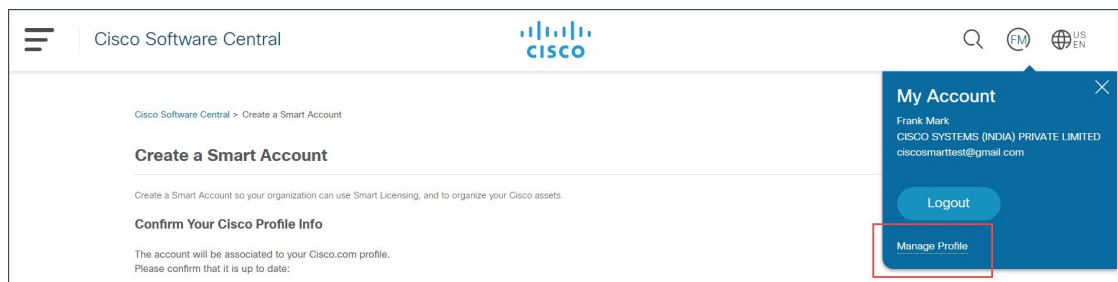 Cisco Software Central
CISCO
FM
US
EN
Cisco Software Central > Create a Smart Account
Create a Smart Account
Create a Smart Account so your organization can use Smart Licensing, and to organize your Cisco assets.
Confirm Your Cisco Profile Info
The account will be associated to your Cisco.com profile.
Please confirm that it is up to date:
My Account
Frank Mark
CISCO SYSTEMS (INDIA) PRIVATE LIMITED
ciscosmarttest@gmail.com
Logout
Manage Profile